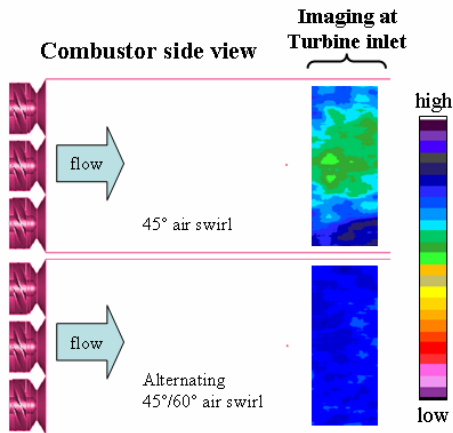 Imaging at
Turbine inlet
Combustor side view
high
flow
45° air swirl
flow
Alternating
45°/60° air swirl
low